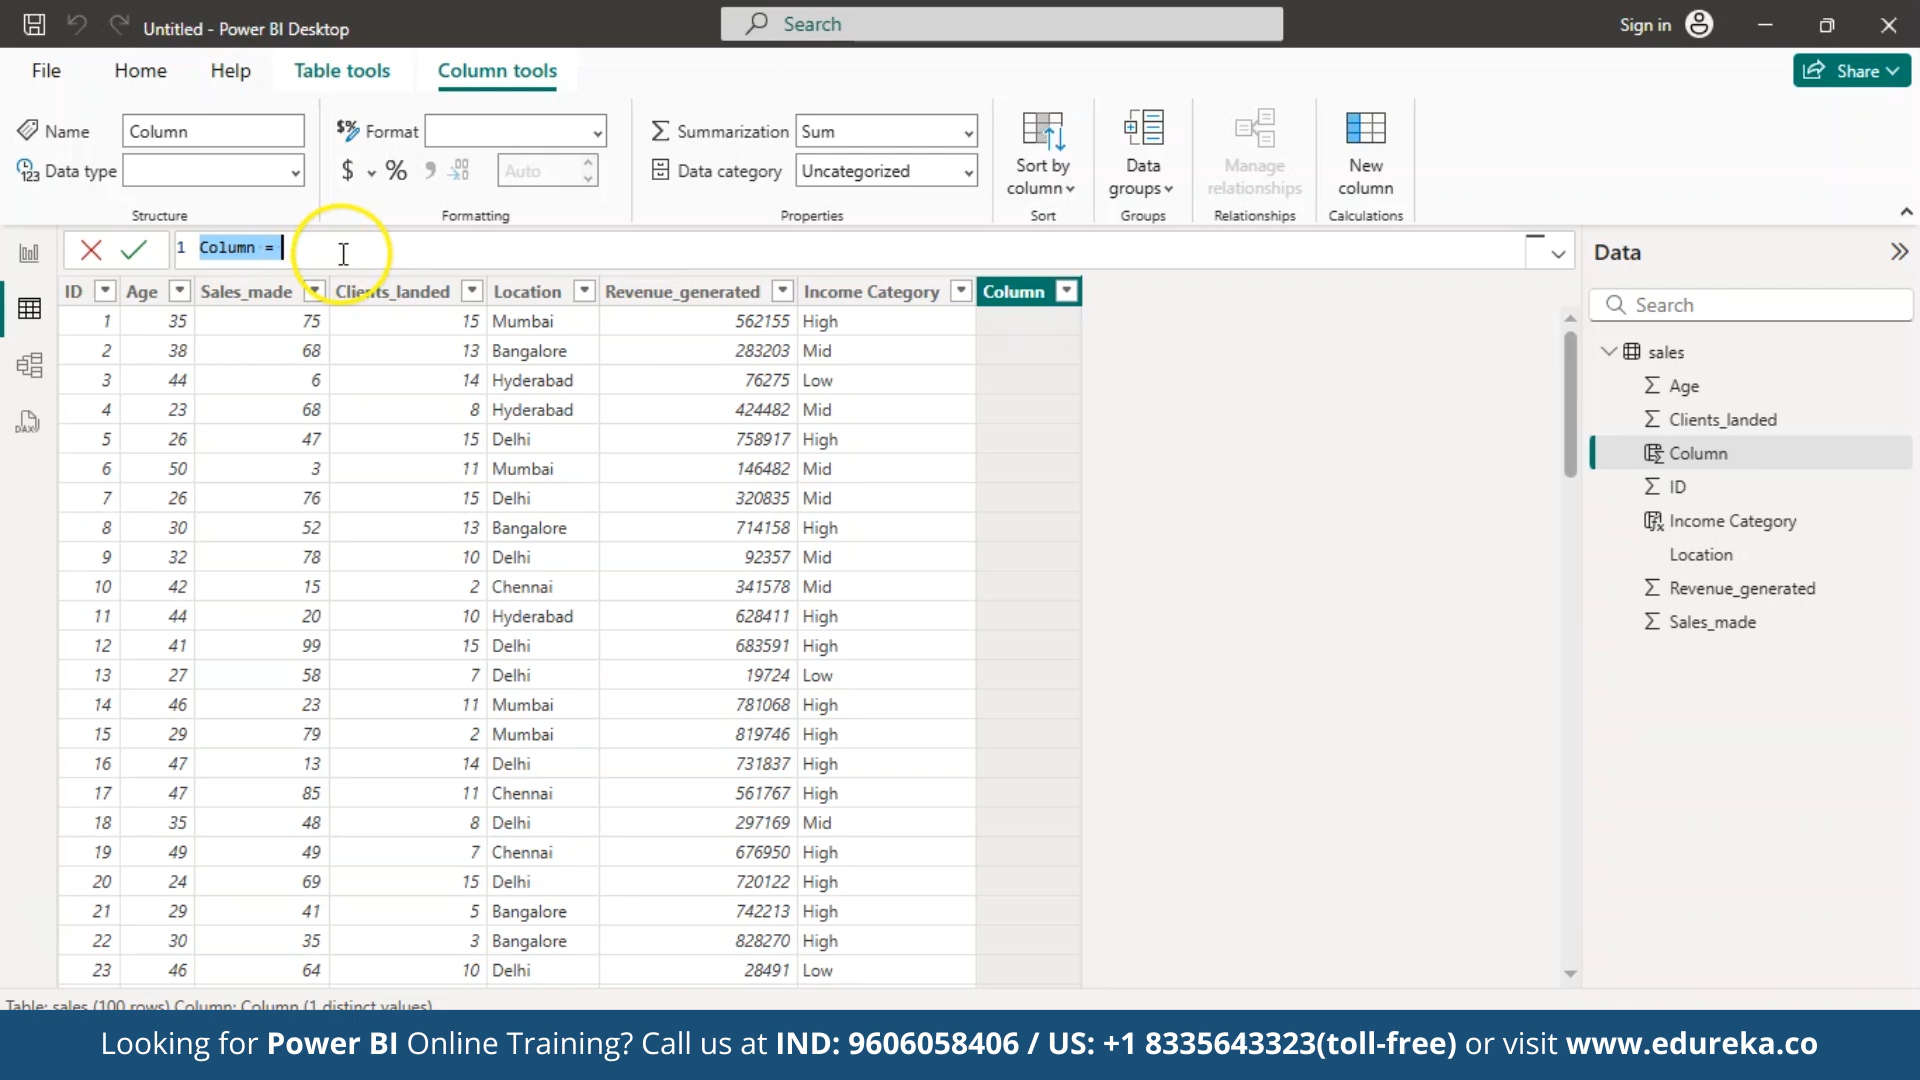 Untitled - Power BI Desktop
Search
Sign in
File Home Help Table tools Column tools
Share
Name Column
Data type
Structure
Format
$ % Auto
Formatting
Summarization Sum
Data category Uncategorized
Properties
Sort by
column
Sort
Data
groups
Groups
Manage
relationships
Relationships
New
column
Calculations
1 Column =
ID Age Sales_made Clients_landed Location Revenue_generated Income Category Column
1 35 75 15 Mumbai 562155 High
2 38 68 13 Bangalore 283203 Mid
3 44 6 14 Hyderabad 76275 Low
4 23 68 8 Hyderabad 424482 Mid
5 26 47 15 Delhi 758917 High
6 50 3 11 Mumbai 146482 Mid
7 26 76 15 Delhi 320835 Mid
8 30 52 13 Bangalore 714158 High
9 32 78 10 Delhi 92357 Mid
10 42 15 2 Chennai 341578 Mid
11 44 20 10 Hyderabad 628411 High
12 41 99 15 Delhi 683591 High
13 27 58 7 Delhi 19724 Low
14 46 23 11 Mumbai 781068 High
15 29 79 2 Mumbai 819746 High
16 47 13 14 Delhi 731837 High
17 47 85 11 Chennai 561767 High
18 35 48 8 Delhi 297169 Mid
19 49 49 7 Chennai 676950 High
20 24 69 15 Delhi 720122 High
21 29 41 5 Bangalore 742213 High
22 30 35 3 Bangalore 828270 High
23 46 64 10 Delhi 28491 Low
Data
Search
sales
Age
Clients_landed
Column
ID
Income Category
Location
Revenue_generated
Sales_made
Table: sales (100 rows) Column: Column (1 distinct values)
Looking for Power BI Online Training? Call us at IND: 9606058406 / US: +1 8335643323(toll-free) or visit www.edureka.co